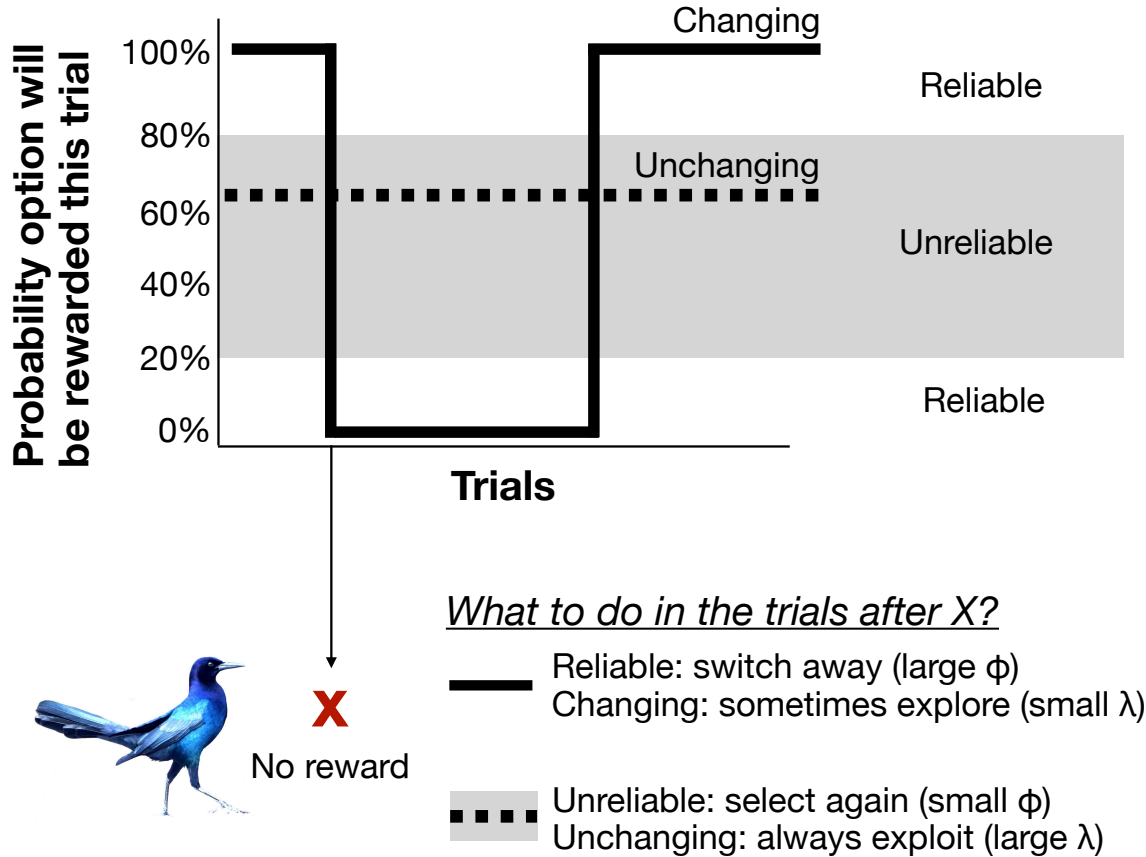 Probability option will
be rewarded this trial
100%
80%
60%
40%
20%
0%
Changing
Reliable
Unchanging
Unreliable
Reliable
Trials
What to do in the trials after X?
Reliable: switch away (large φ)
Changing: sometimes explore (small λ)
X
No reward
Unreliable: select again (small φ)
Unchanging: always exploit (large λ)